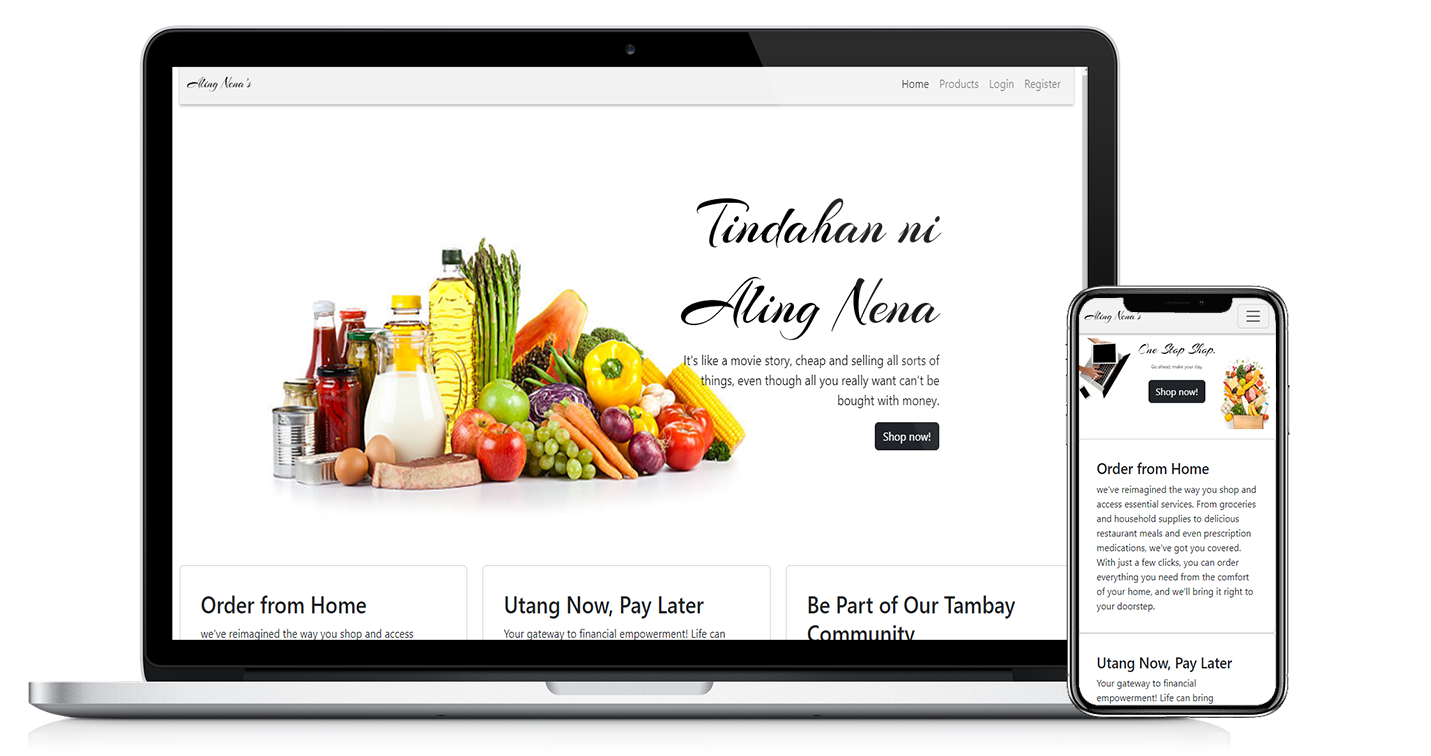 Aling Nena's
Home Products Login Register
Tindahan ni
Aling Nena
It's like a movie story, cheap and selling all sorts of
things, even though all you really want can't be
bought with money.
Shop now!
Order from Home
we've reimagined the way you shop and access
Utang Now, Pay Later
Your gateway to financial empowerment! Life can
Be Part of Our Tambay
Community
Aling Nena's
One Stop Shop.
Go ahead, make your day.
Shop now!
Order from Home
we've reimagined the way you shop and
access essential services. From groceries
and household supplies to delicious
restaurant meals and even prescription
medications, we've got you covered.
With just a few clicks, you can order
everything you need from the comfort
of your home, and we'll bring it right to
your doorstep.
Utang Now, Pay Later
Your gateway to financial
empowerment! Life can bring